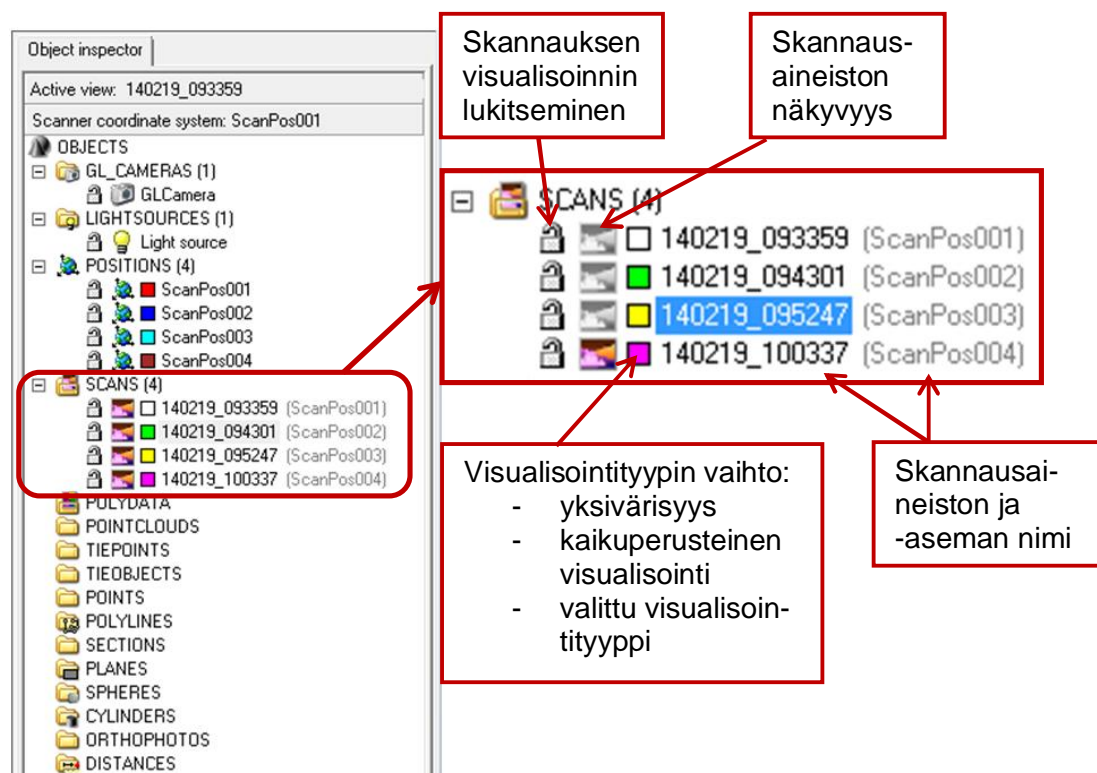 Object inspector
Active view: 140219_093359
Scanner coordinate system: ScanPos001
OBJECTS
GL_CAMERAS (1)
GLCamera
LIGHTSOURCES (1)
Light source
POSITIONS (4)
ScanPos001
ScanPos002
ScanPos003
ScanPos004
SCANS (4)
140219_093359 (ScanPos001)
140219_094301 (ScanPos002)
140219_095247 (ScanPos003)
140219_100337 (ScanPos004)
POLYDATA
POINTCLOUDS
TIEPOINTS
TIEOBJECTS
POINTS
POLYLINES
SECTIONS
PLANES
SPHERES
CYLINDERS
ORTHOPHOTOS
DISTANCES
Skannauksen
visualisoinnin
lukitseminen
Skannaus-
aineiston
näkyvyys
SCANS (4)
140219_093359 (ScanPos001)
140219_094301 (ScanPos002)
140219_095247 (ScanPos003)
140219_100337 (ScanPos004)
Visualisointityypin vaihto:
- yksivärisyys
- kaikuperusteinen
visualisointi
- valittu visualisoin-
tityyppi
Skannausai-
neiston ja
-aseman nimi